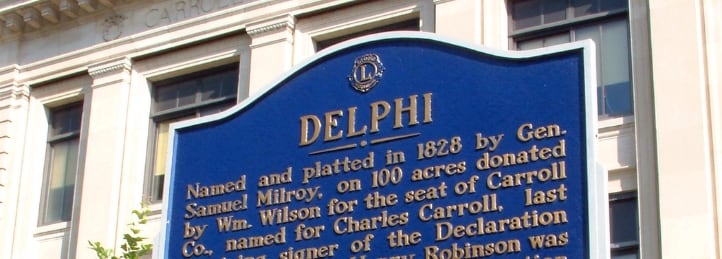 CARROLL
L
DELPHI
Named and platted in 1828 by Gen.
Samuel Milroy, on 100 acres donated
by Wm. Wilson for the seat of Carroll
Co., named for Charles Carroll, last
signer of the Declaration
Robinson was